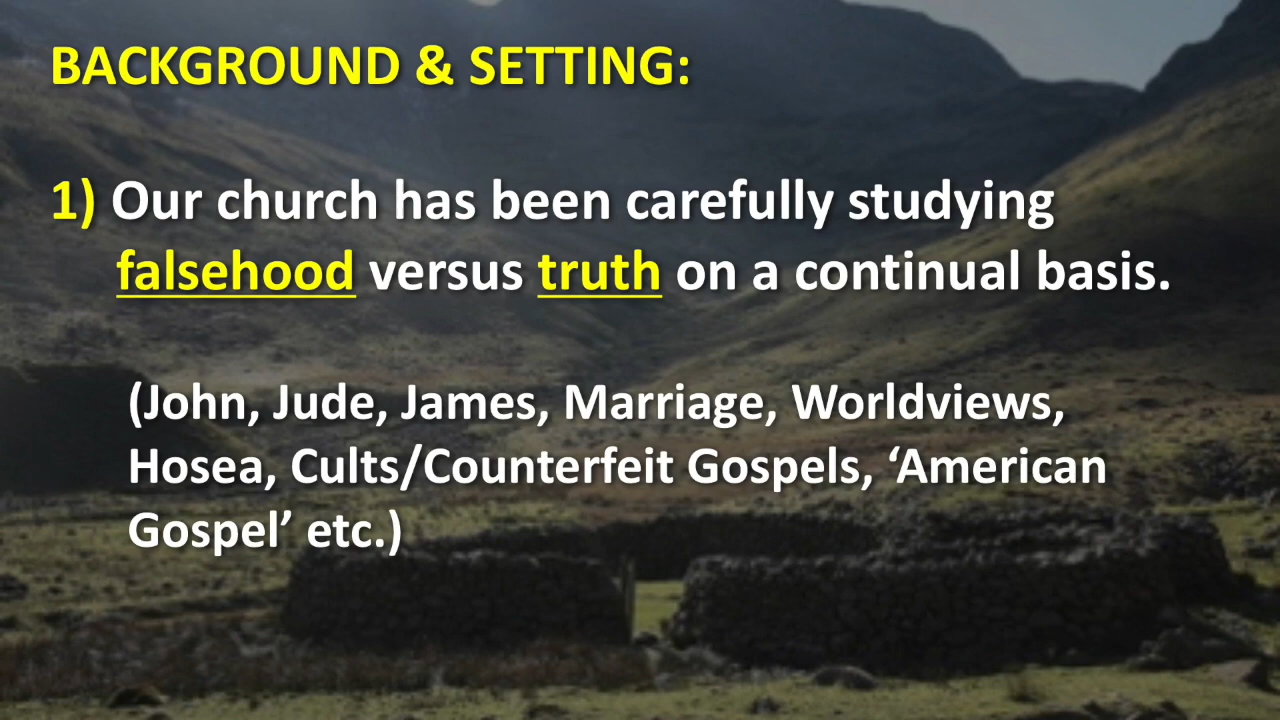 BACKGROUND & SETTING:
1) Our church has been carefully studying
falsehood versus truth on a continual basis.
(John, Jude, James, Marriage, Worldviews,
Hosea, Cults/Counterfeit Gospels, ‘American
Gospel’ etc.)